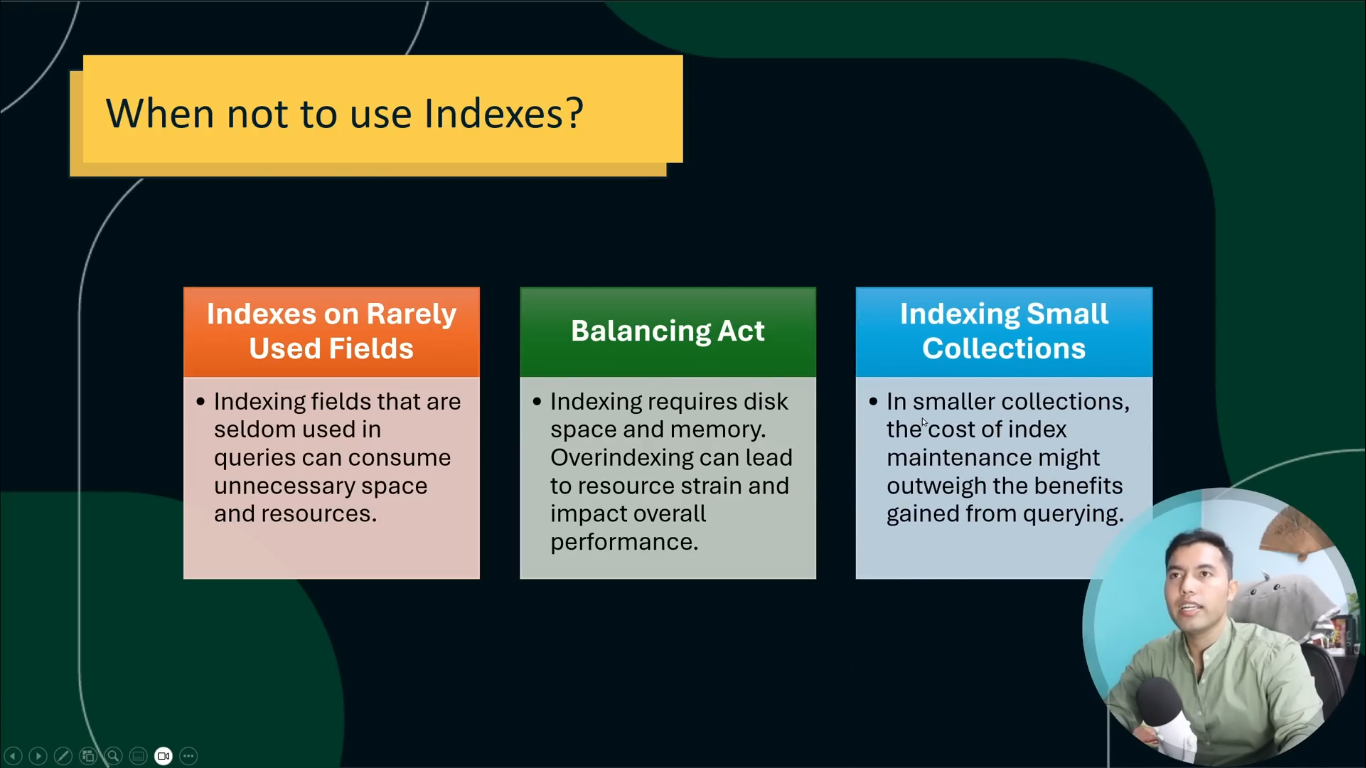 When not to use Indexes?
Indexes on Rarely
Used Fields
• Indexing fields that are
seldom used in
queries can consume
unnecessary space
and resources.
Balancing Act
• Indexing requires disk
space and memory.
Overindexing can lead
to resource strain and
impact overall
performance.
Indexing Small
Collections
• In smaller collections,
the cost of index
maintenance might
outweigh the benefits
gained from querying.